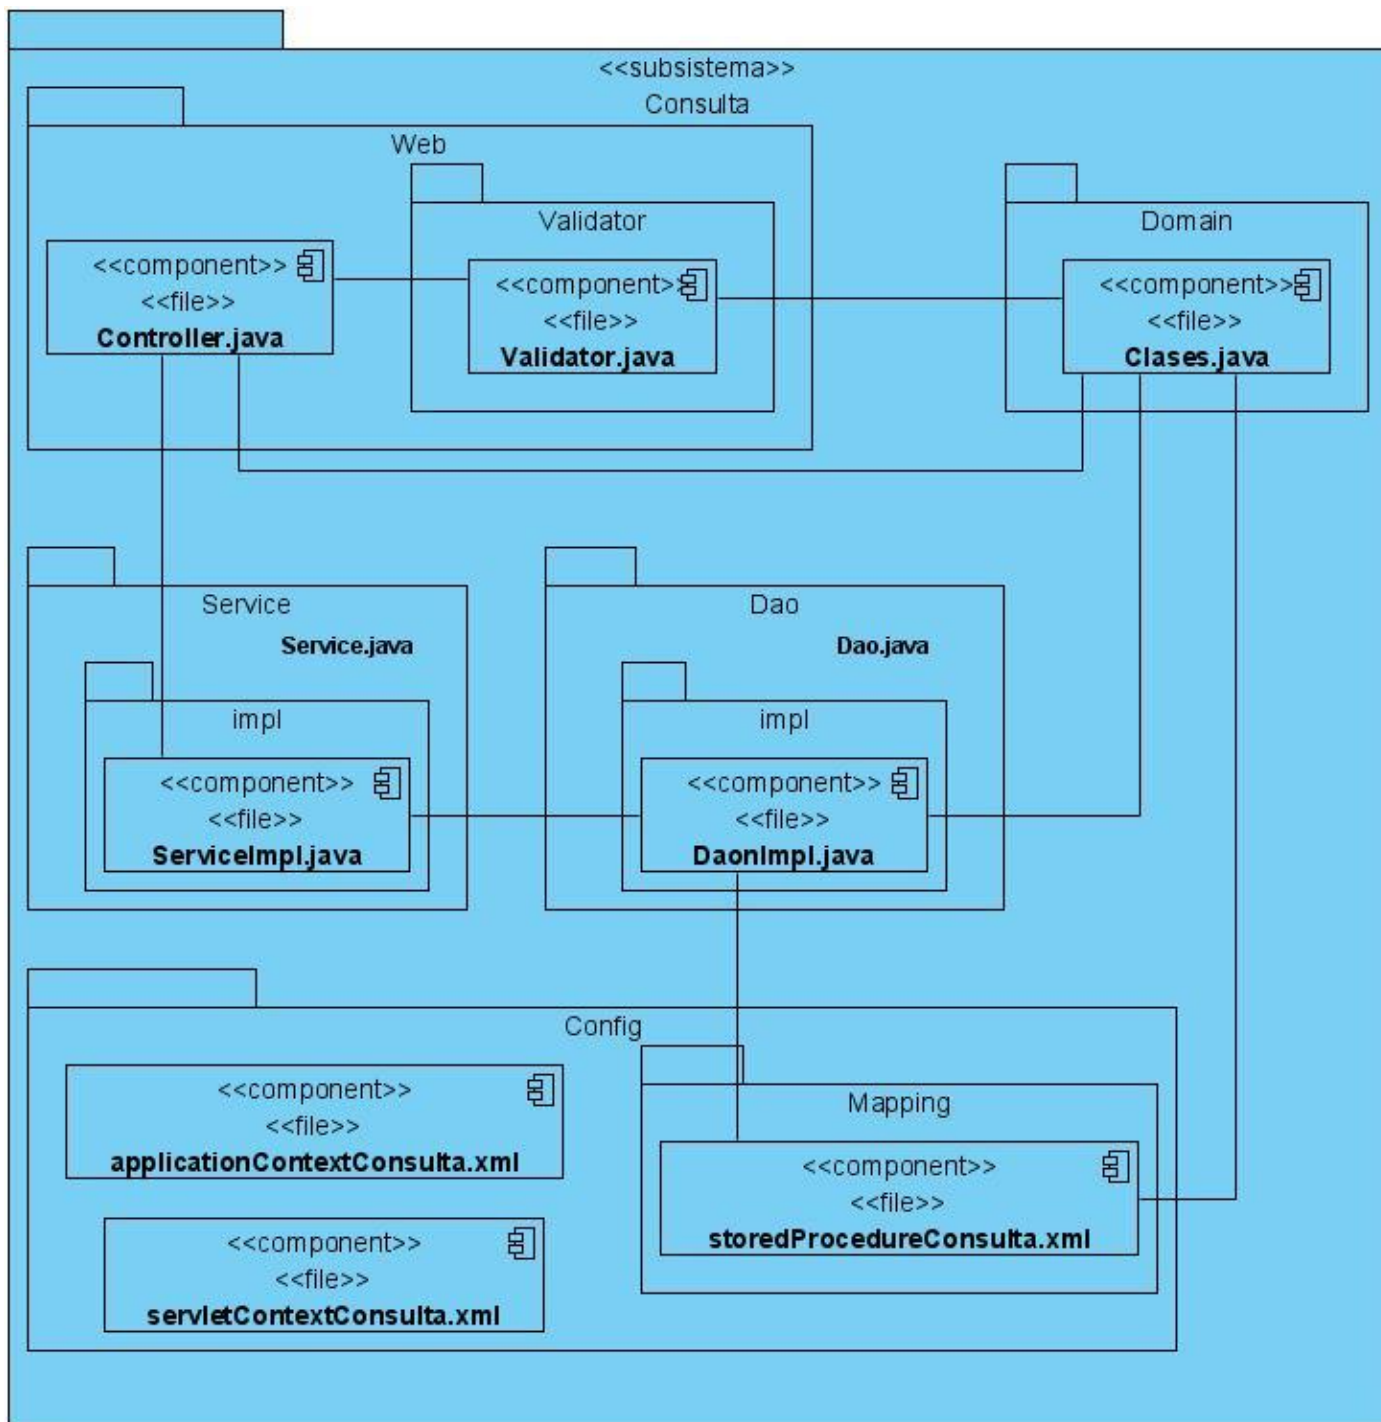 <<subsistema>>
Consulta
Web
Validator
<<component>>
<<file>>
Controller.java
<<component>>
<<file>>
Validator.java
Domain
<<component>>
<<file>>
Clases.java
Service
Service.java
impl
<<component>>
<<file>>
ServiceImpl.java
Dao
Dao.java
impl
<<component>>
<<file>>
DaonImpl.java
Config
<<component>>
<<file>>
applicationContextConsulta.xml
<<component>>
<<file>>
servletContextConsulta.xml
Mapping
<<component>>
<<file>>
storedProcedureConsulta.xml